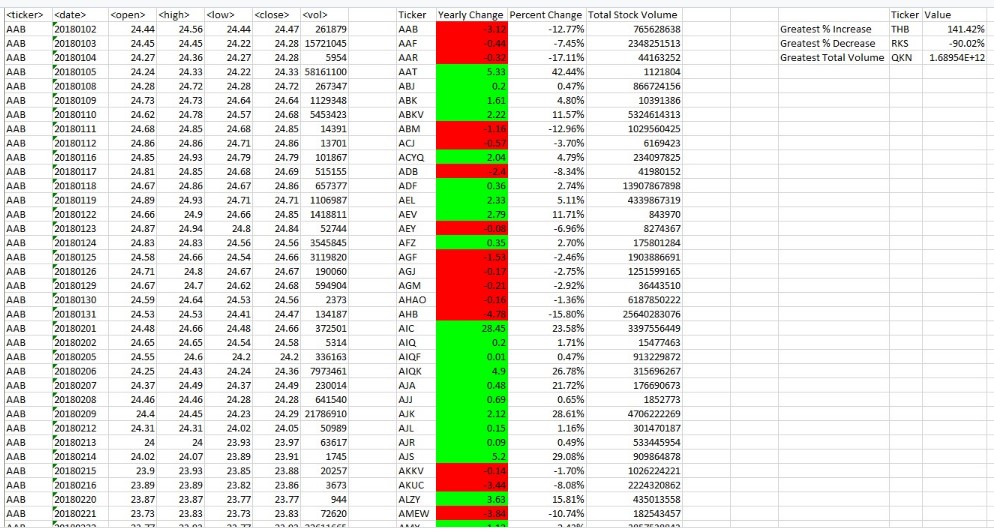 <ticker> <date> <open> <high> <low> <close> <vol> Ticker Yearly Change Percent Change Total Stock Volume Ticker Value
AAB 20180102 24.44 24.56 24.44 24.47 261879 AAB -3.12 -12.77% 765628638 Greatest % Increase THB 141.42%
AAB 20180103 24.45 24.45 24.22 24.28 15721045 AAF -0.44 -7.45% 2348251513 Greatest % Decrease RKS -90.02%
AAB 20180104 24.27 24.36 24.27 24.36 5954 AAR -0.32 -17.11% 44163252 Greatest Total Volume QKN 1.68954E+12
AAB 20180105 24.24 24.33 24.22 24.33 58161100 AAT 5.33 42.44% 1121804
AAB 20180108 24.28 24.72 24.28 24.72 267347 ABJ 0.2 0.47% 866724156
AAB 20180109 24.73 24.73 24.64 24.64 1129348 ABK 1.61 4.80% 10391386
AAB 20180110 24.62 24.78 24.57 24.68 5453423 ABKV 2.22 11.57% 5324614313
AAB 20180111 24.68 24.85 24.68 24.85 14391 ABM -1.16 -12.96% 1029560425
AAB 20180112 24.86 24.86 24.71 24.86 13701 ACJ -0.57 -3.70% 6169423
AAB 20180116 24.85 24.93 24.79 24.79 101867 ACYQ 2.04 4.79% 234097825
AAB 20180117 24.81 24.85 24.68 24.69 515155 ADB -2.4 -8.34% 41980152
AAB 20180118 24.67 24.86 24.67 24.86 657377 ADF 0.36 2.74% 13907867898
AAB 20180119 24.89 24.93 24.71 24.71 1106987 AEL 2.33 5.11% 4339867319
AAB 20180122 24.66 24.9 24.66 24.85 1418811 AEV 2.79 11.71% 843970
AAB 20180123 24.87 24.94 24.8 24.84 52744 AEY -0.08 -6.96% 8274367
AAB 20180124 24.83 24.83 24.56 24.56 3545845 AFZ 0.35 2.70% 175801284
AAB 20180125 24.58 24.66 24.54 24.66 3119820 AGF -1.53 -2.46% 1903886691
AAB 20180126 24.71 24.8 24.67 24.67 190060 AGJ -0.17 -2.75% 1251599165
AAB 20180129 24.67 24.7 24.62 24.68 594904 AGM -0.21 -2.92% 36443510
AAB 20180130 24.59 24.64 24.53 24.56 2373 AHAO -0.16 -1.36% 6187850222
AAB 20180131 24.53 24.53 24.41 24.47 134187 AHB -4.78 -15.80% 25640283076
AAB 20180201 24.48 24.66 24.48 24.66 372501 AIC 28.45 23.58% 3397556449
AAB 20180202 24.65 24.65 24.54 24.58 5314 AIQ 0.2 1.71% 15477463
AAB 20180205 24.55 24.6 24.2 24.2 336163 AIQF 0.01 0.47% 913229872
AAB 20180206 24.25 24.43 24.24 24.36 7973461 AIQK 4.9 26.78% 315696267
AAB 20180207 24.37 24.49 24.37 24.49 230014 AJA 0.48 21.72% 176690673
AAB 20180208 24.46 24.46 24.28 24.28 641540 AJJ 0.69 0.65% 1852773
AAB 20180209 24.4 24.45 24.23 24.29 21786910 AJK 2.12 28.61% 4706222269
AAB 20180212 24.31 24.31 24.02 24.05 50989 AJL 0.15 1.16% 301470187
AAB 20180213 24 24 23.93 23.97 63617 AJR 0.09 0.49% 533445954
AAB 20180214 24.02 24.07 23.89 23.91 1745 AJS 5.2 29.08% 909864878
AAB 20180215 23.9 23.93 23.85 23.88 20257 AKKV -0.14 -1.70% 1026224221
AAB 20180216 23.89 23.89 23.82 23.86 3673 AKUC -3.44 -8.08% 2224320862
AAB 20180220 23.87 23.87 23.77 23.77 944 ALZY 3.63 15.81% 435013558
AAB 20180221 23.73 23.83 23.73 23.83 72620 AMEW -3.84 -10.74% 182543457